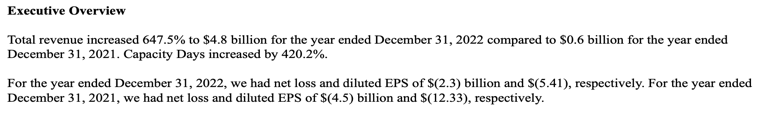 Executive Overview
Total revenue increased 647.5% to $4.8 billion for the year ended December 31, 2022 compared to $0.6 billion for the year ended
December 31, 2021. Capacity Days increased by 420.2%.
For the year ended December 31, 2022, we had net loss and diluted EPS of $(2.3) billion and $(5.41), respectively. For the year ended
December 31, 2021, we had net loss and diluted EPS of $(4.5) billion and $(12.33), respectively.